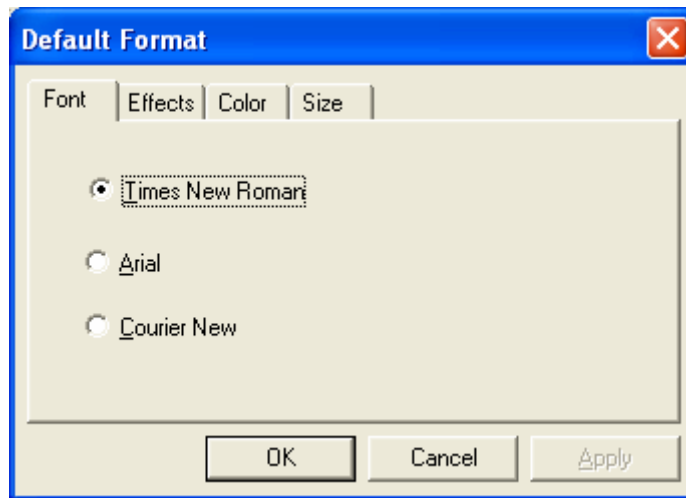 Default Format
Font Effects Color Size
Times New Roman
Arial
Courier New
OK Cancel Apply